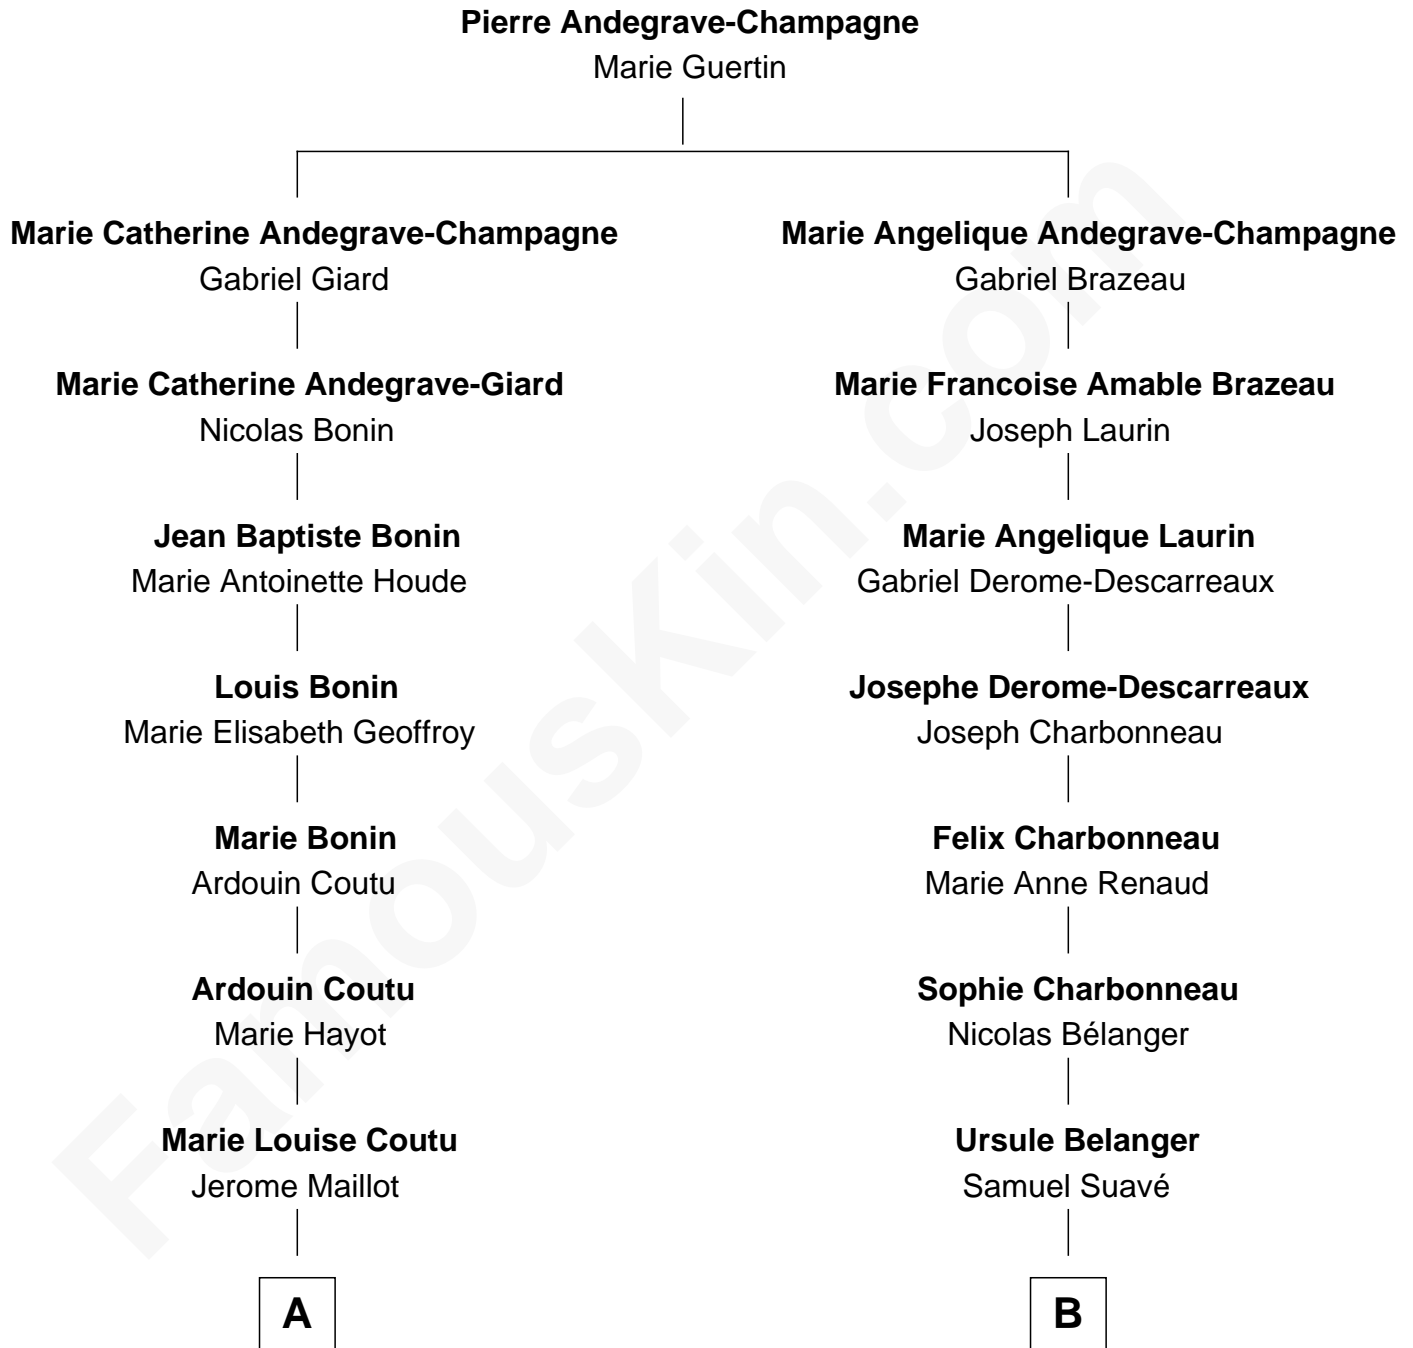 Pierre Andegrave-Champagne
Marie Guertin
Marie Catherine Andegrave-Champagne
Gabriel Giard
Marie Angelique Andegrave-Champagne
Gabriel Brazeau
Marie Catherine Andegrave-Giard
Nicolas Bonin
Marie Francoise Amable Brazeau
Joseph Laurin
Jean Baptiste Bonin
Marie Antoinette Houde
Marie Angelique Laurin
Gabriel Derome-Descarreaux
Louis Bonin
Marie Elisabeth Geoffroy
Josephe Derome-Descarreaux
Joseph Charbonneau
Marie Bonin
Ardouin Coutu
Felix Charbonneau
Marie Anne Renaud
Ardouin Coutu
Marie Hayot
Sophie Charbonneau
Nicolas Bélanger
Marie Louise Coutu
Jerome Maillot
Ursule Belanger
Samuel Suavé
A
B
FamousKin.com